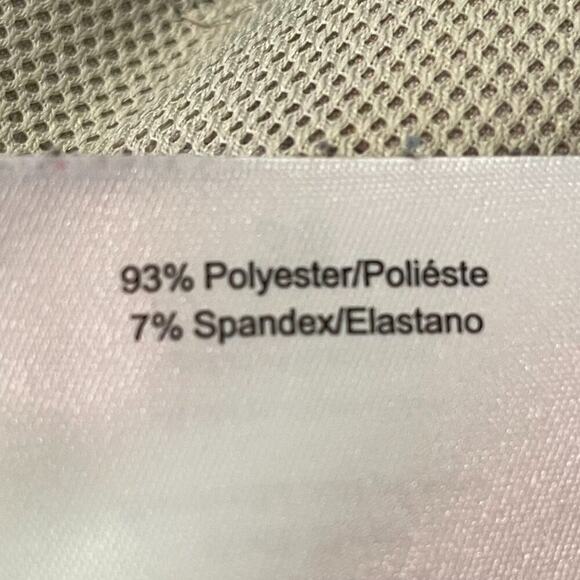 93% Polyester/Poliéste
7% Spandex/Elastano